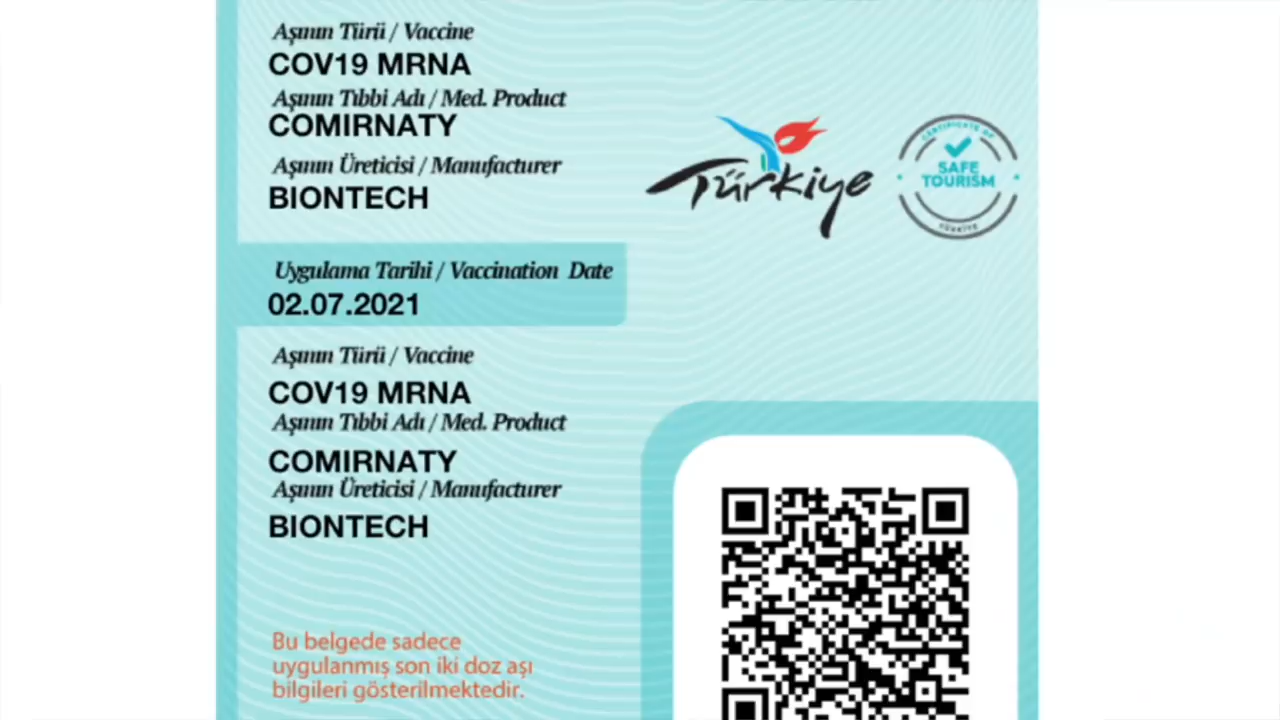 Aşının Türü / Vaccine
COV19 MRNA
Aşının Tıbbi Adı / Med. Product
COMIRNATY
Aşının Üreticisi / Manufacturer
BIONTECH
Türkiye
CERTIFICATE OF
SAFE
TOURISM
TÜRKİYE
Uygulama Tarihi / Vaccination Date
02.07.2021
Aşının Türü / Vaccine
COV19 MRNA
Aşının Tıbbi Adı / Med. Product
COMIRNATY
Aşının Üreticisi / Manufacturer
BIONTECH
Bu belgede sadece
uygulanmış son iki doz aşı
bilgileri gösterilmektedir.